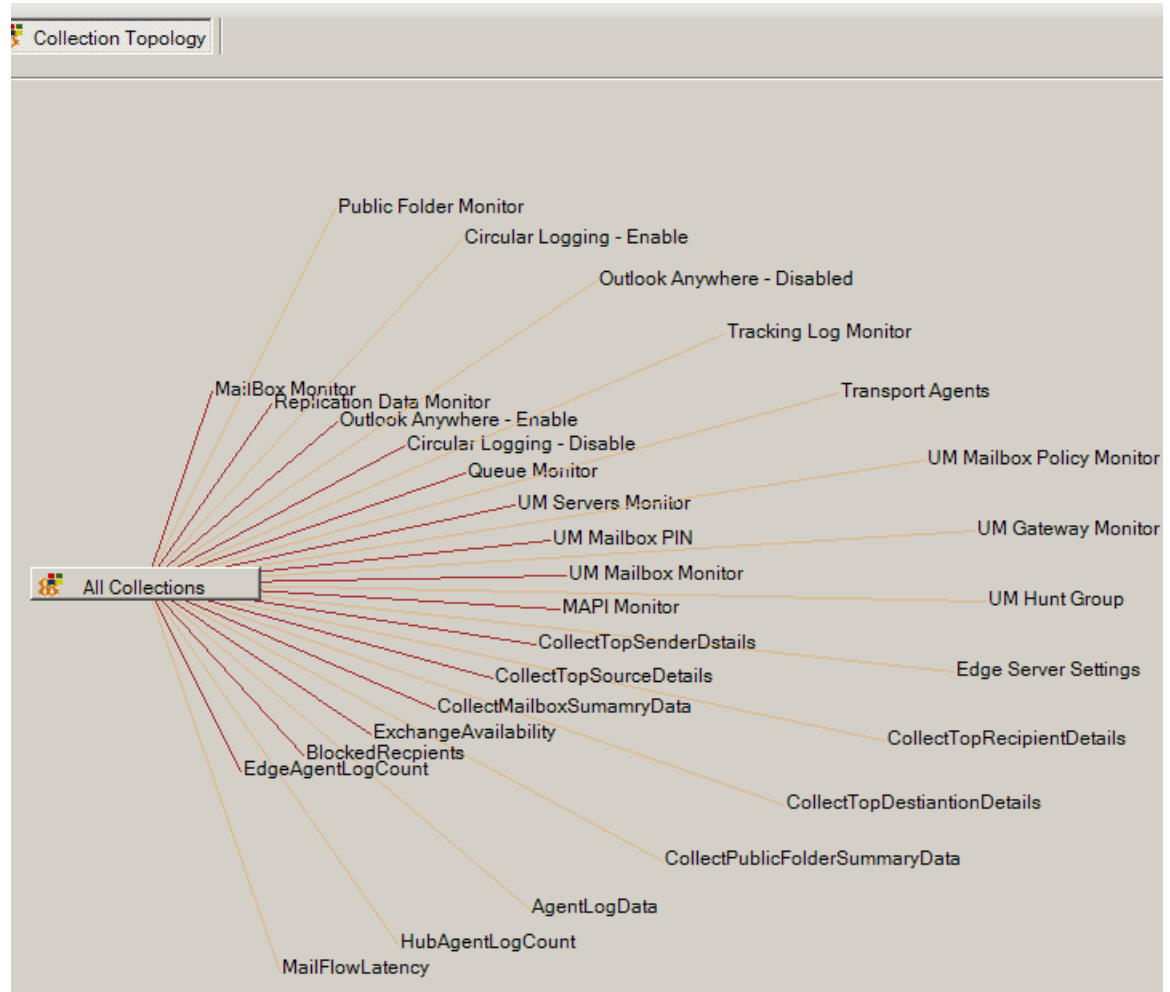 Collection Topology
Public Folder Monitor
Circular Logging - Enable
Outlook Anywhere - Disabled
Tracking Log Monitor
MailBox Monitor
Transport Agents
Replication Data Monitor
Outlook Anywhere - Enable
Circular Logging - Disable
UM Mailbox Policy Monitor
Queue Monitor
UM Servers Monitor
UM Gateway Monitor
UM Mailbox PIN
UM Mailbox Monitor
All Collections
UM Hunt Group
MAPI Monitor
CollectTopSenderDstails
Edge Server Settings
CollectTopSourceDetails
CollectMailboxSumamryData
ExchangeAvailability
CollectTopRecipientDetails
BlockedRecpients
EdgeAgentLogCount
CollectTopDestiantionDetails
CollectPublicFolderSummaryData
AgentLogData
HubAgentLogCount
MailFlowLatency